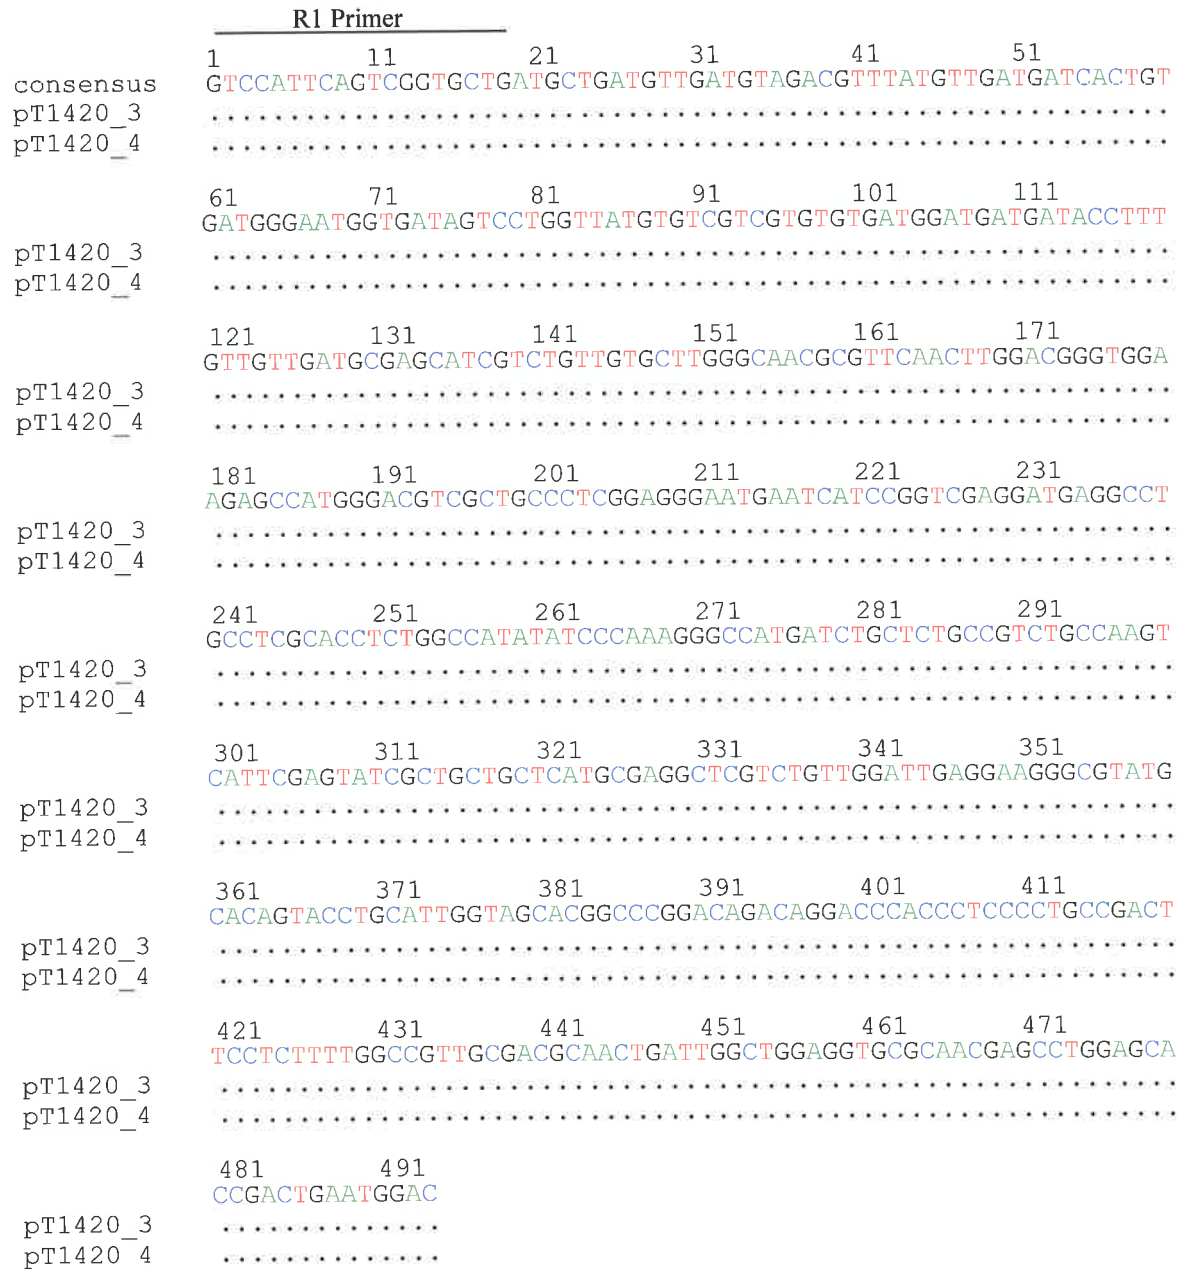 R1 Primer
1 11 21 31 41 51
consensus GTCCATTCAGTCGGTGCTGATGCTGATGTTGATGTAGACGTTTATGTTGATGATCACTGT
pT1420_3 ............................................................
pT1420_4 ............................................................
61 71 81 91 101 111
GATGGGAATGGTGATAGTCCTGGTTATGTGTCGTCGTGTGTGATGGATGATGATACCTTT
pT1420_3 ............................................................
pT1420_4 ............................................................
121 131 141 151 161 171
GTTGTTGATGCGAGCATCGTCTGTTGTGCTTGGGCAACGCGTTCAACTTGGACGGGTGGA
pT1420_3 ............................................................
pT1420_4 ............................................................
181 191 201 211 221 231
AGAGCCATGGGACGTCGCTGCCCTCGGAGGGAATGAATCATCCGGTCGAGGATGAGGCCT
pT1420_3 ............................................................
pT1420_4 ............................................................
241 251 261 271 281 291
GCCTCGCACCTCTGGCCATATATCCCAAAGGGCCATGATCTGCTCTGCCGTCTGCCAAGT
pT1420_3 ............................................................
pT1420_4 ............................................................
301 311 321 331 341 351
CATTCGAGTATCGCTGCTGCTCATGCGAGGCTCGTCTGTTGGATTGAGGAAGGGCGTATG
pT1420_3 ............................................................
pT1420_4 ............................................................
361 371 381 391 401 411
CACAGTACCTGCATTGGTAGCACGGCCCGGACAGACAGGACCCACCCTCCCCTGCCGACT
pT1420_3 ............................................................
pT1420_4 ............................................................
421 431 441 451 461 471
TCCTCTTTTGGCCGTTGCGACGCAACTGATTGGCTGGAGGTGCGCAACGAGCCTGGAGCA
pT1420_3 ............................................................
pT1420_4 ............................................................
481 491
CCGACTGAATGGAC
pT1420_3 ..............
pT1420 4 ..............